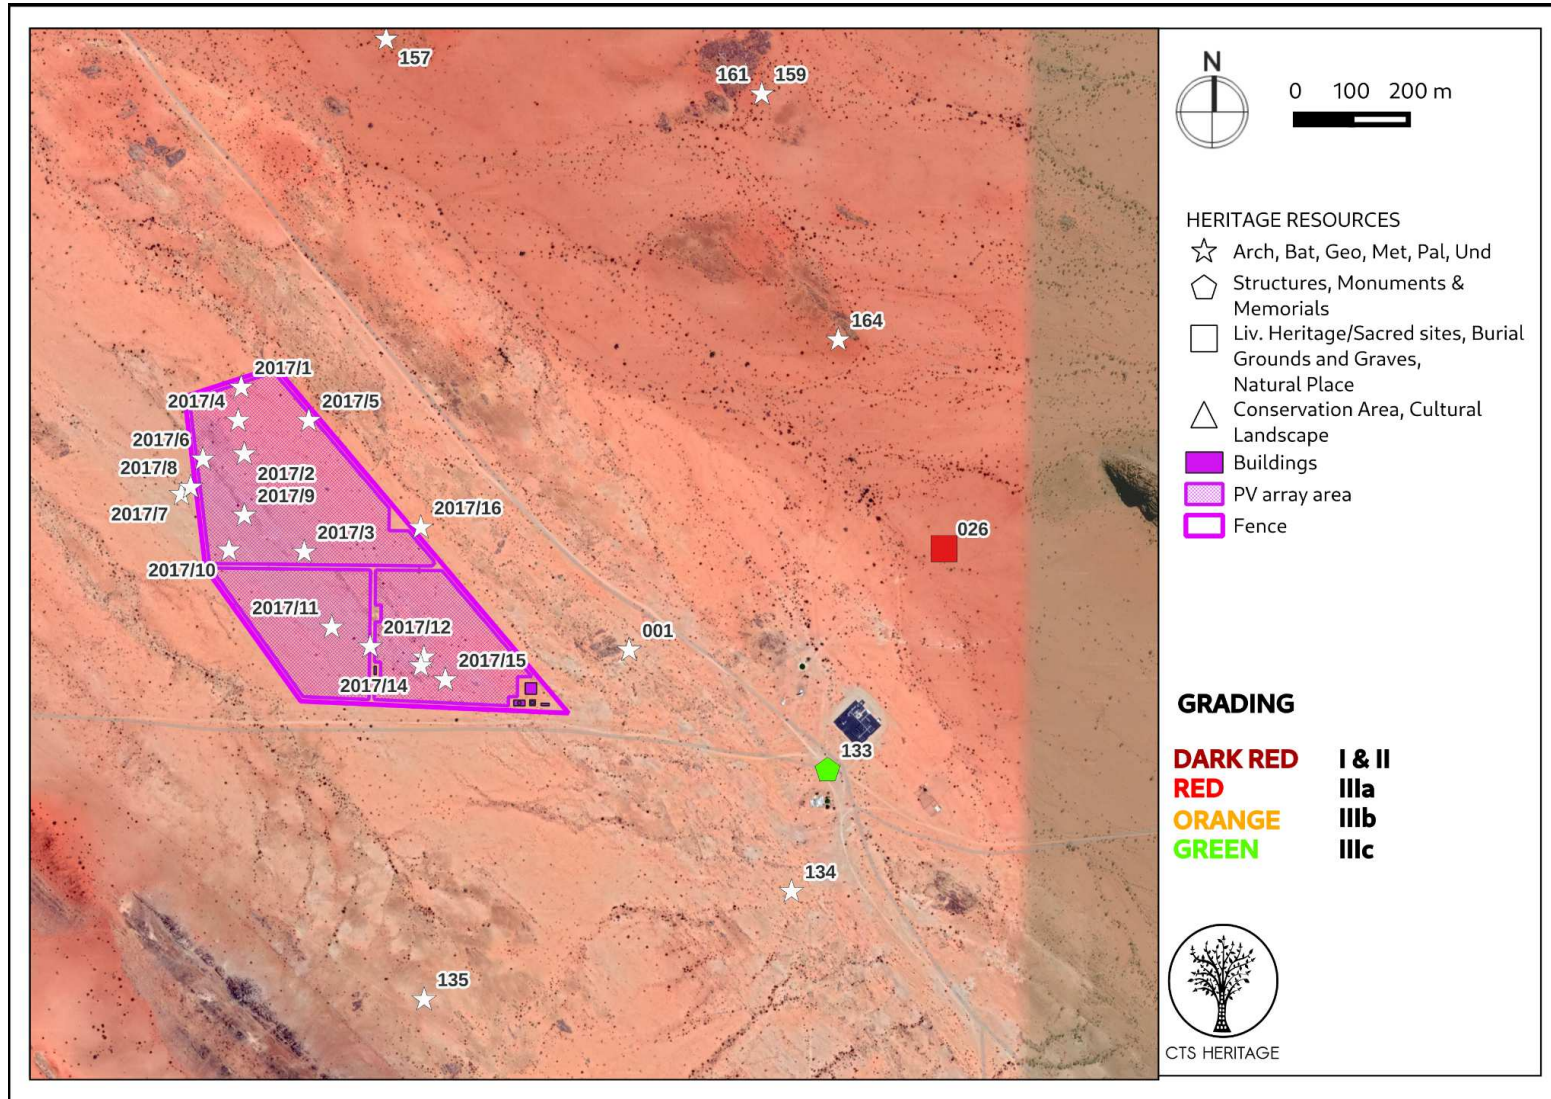 157
161
159
164
2017/1
2017/4
2017/5
2017/6
2017/8
2017/2
2017/7
2017/9
2017/16
2017/3
2017/10
026
2017/11
2017/12
001
2017/15
2017/14
133
134
135
N
0 100 200 m
HERITAGE RESOURCES
Arch, Bat, Geo, Met, Pal, Und
Structures, Monuments &
Memorials
Liv. Heritage/Sacred sites, Burial
Grounds and Graves,
Natural Place
Conservation Area, Cultural
Landscape
Buildings
PV array area
Fence
GRADING
DARK RED I & II
RED IIIa
ORANGE IIIb
GREEN IIIc
CTS HERITAGE